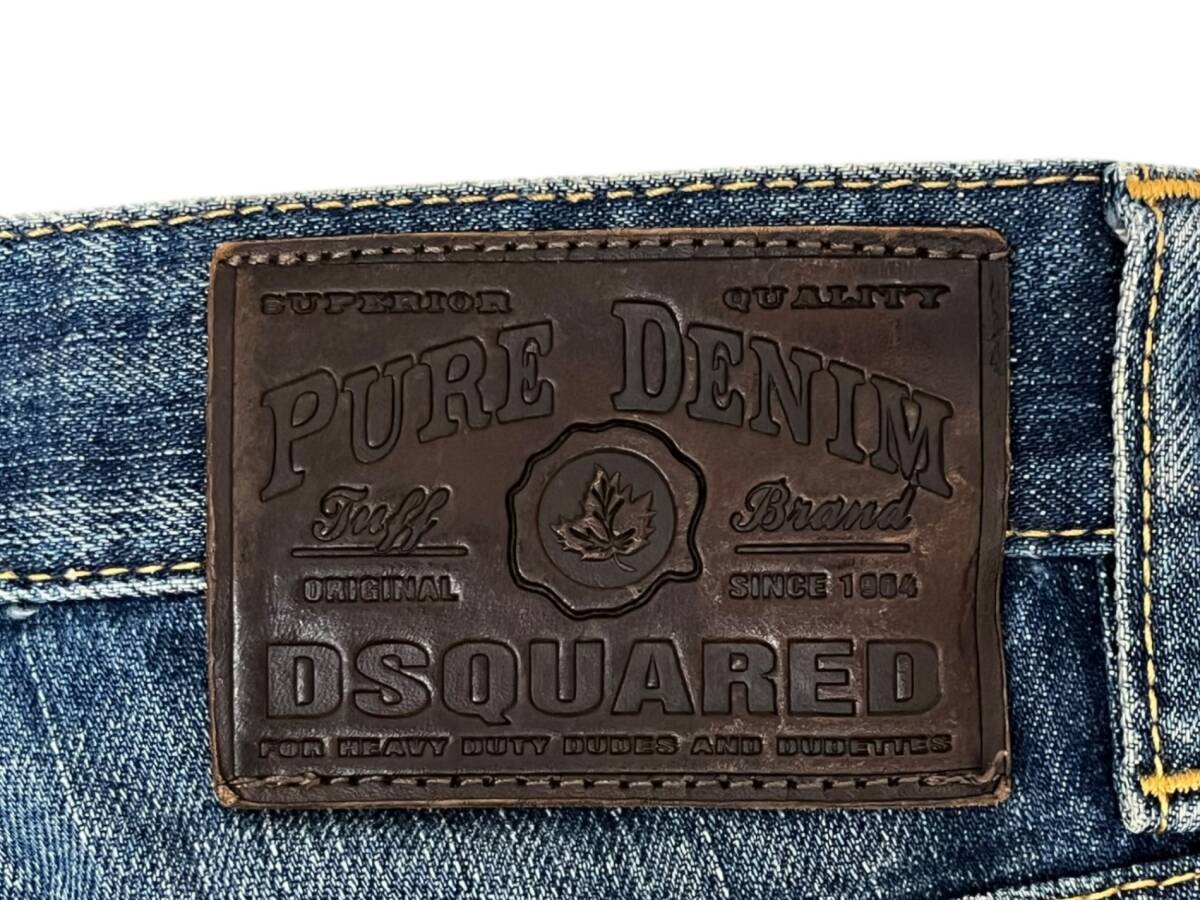 SUPERIOR QUALITY
PURE DENIM
Tuff Brand
ORIGINAL SINCE 1964
DSQUARED
FOR HEAVY DUTY DUDES AND DUDETTES